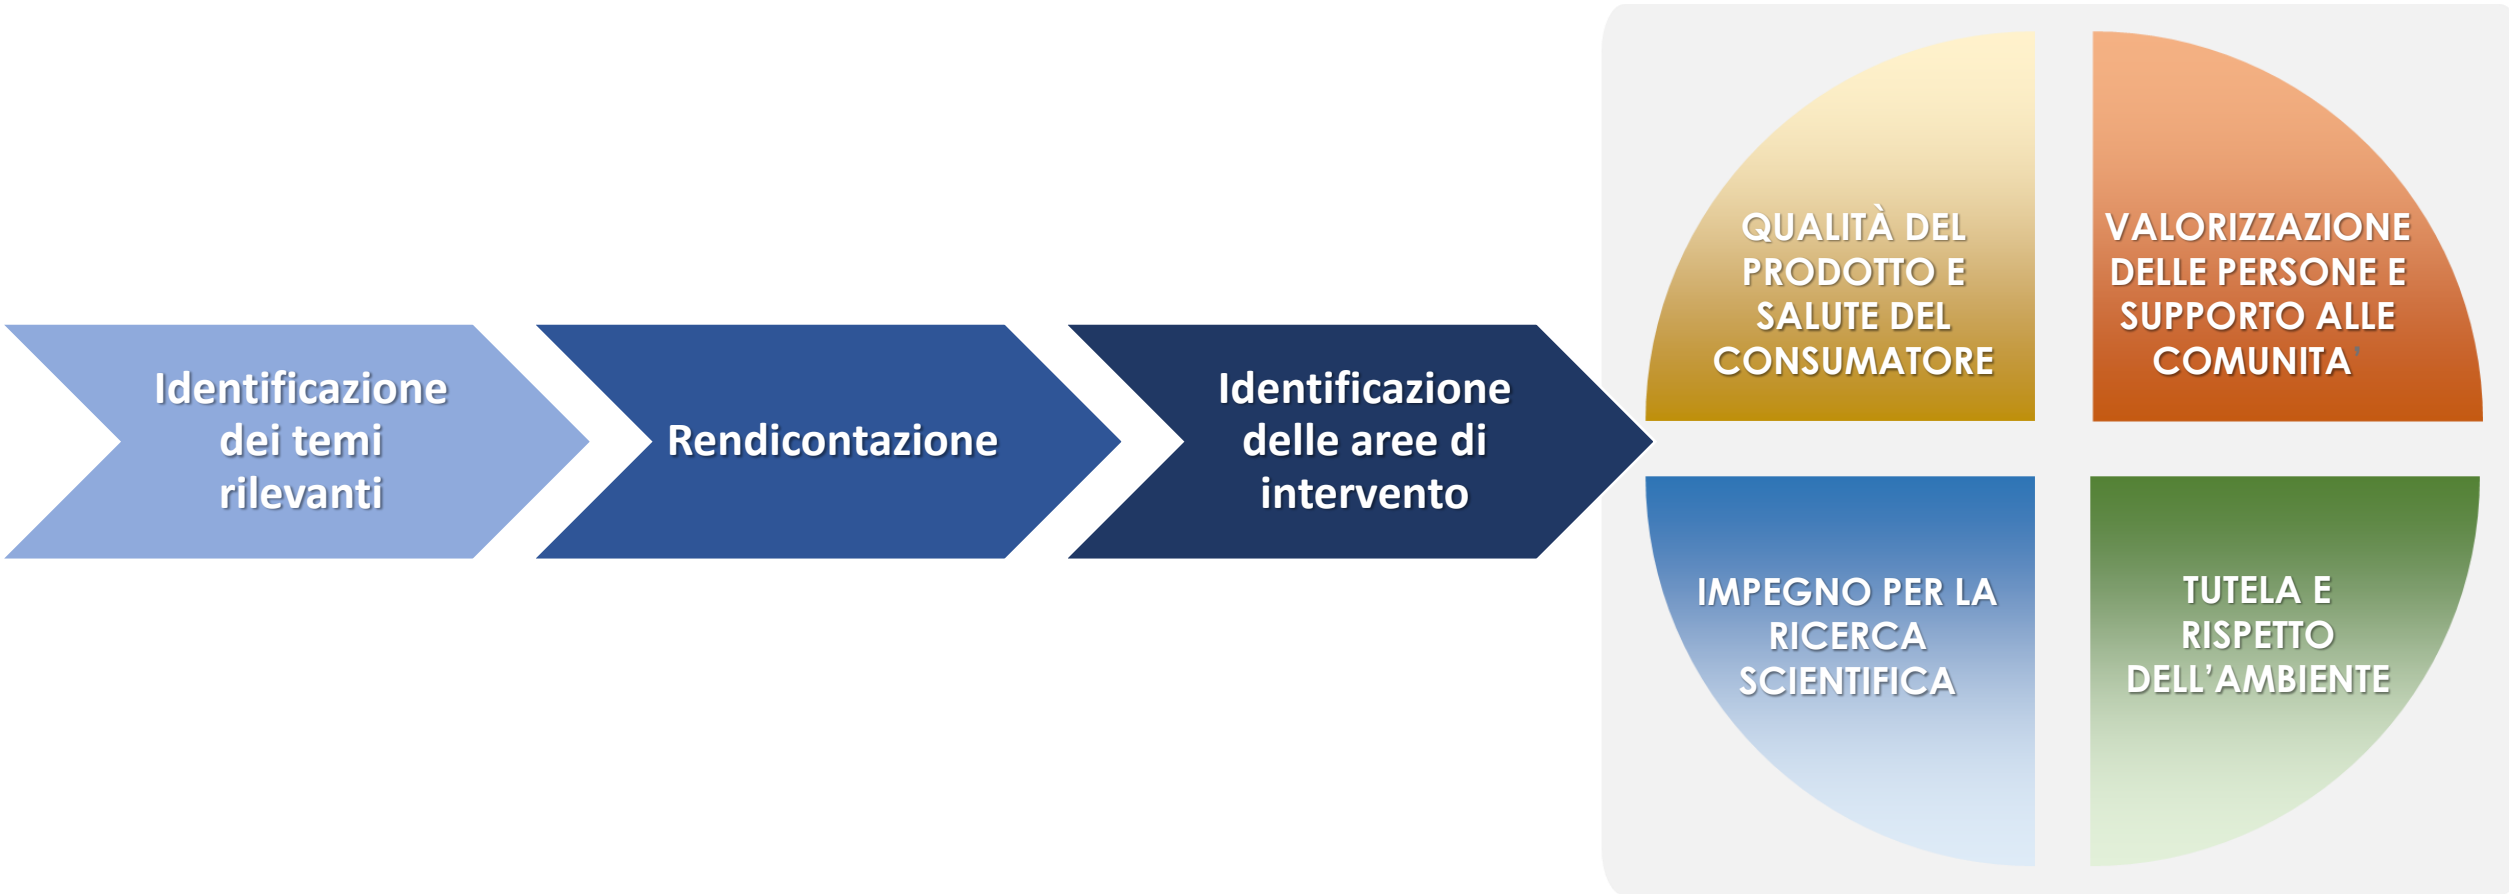 Identificazione
dei temi
rilevanti
Rendicontazione
Identificazione
delle aree di
intervento
QUALITÀ DEL
PRODOTTO E
SALUTE DEL
CONSUMATORE
VALORIZZAZIONE
DELLE PERSONE E
SUPPORTO ALLE
COMUNITA’
IMPEGNO PER LA
RICERCA
SCIENTIFICA
TUTELA E
RISPETTO
DELL’AMBIENTE